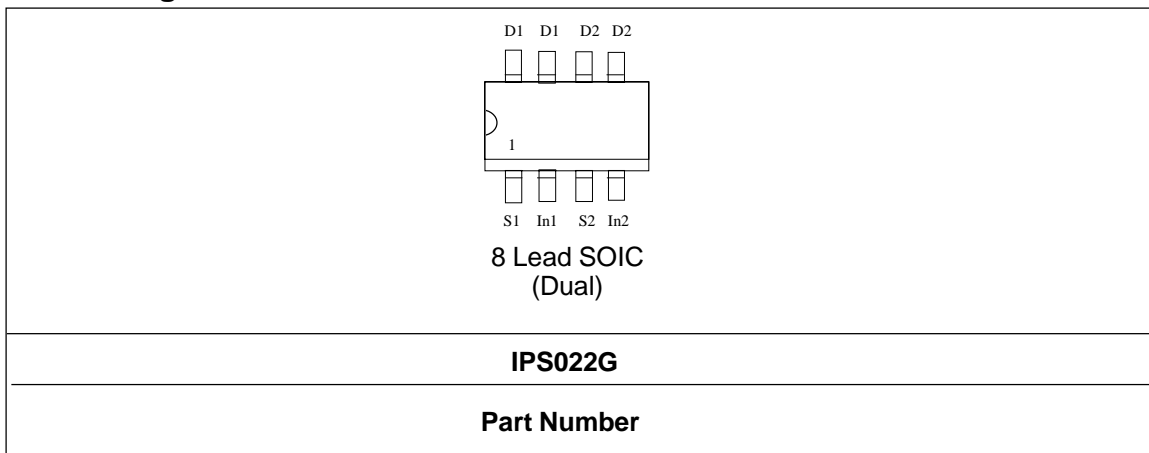 D1 D1 D2 D2
1
S1 In1 S2 In2
8 Lead SOIC
(Dual)
IPS022G
Part Number